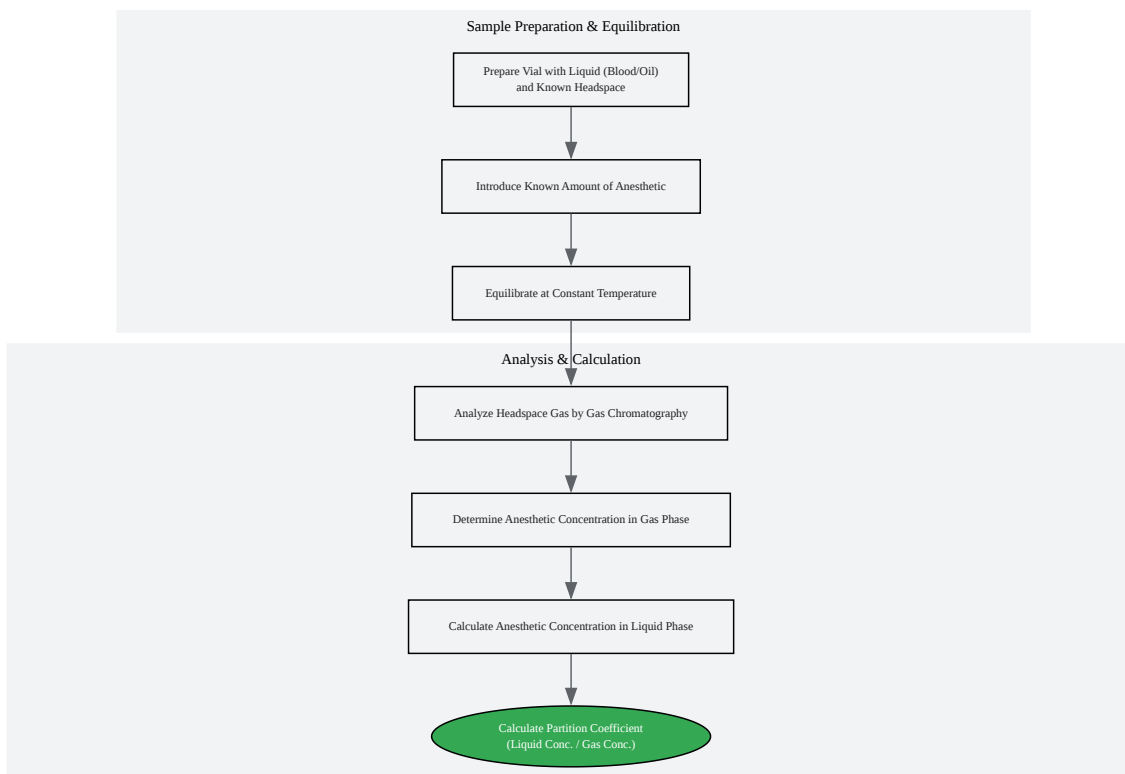 Sample Preparation & Equilibration
Prepare Vial with Liquid (Blood/Oil)
and Known Headspace
Introduce Known Amount of Anesthetic
Equilibrate at Constant Temperature
Analysis & Calculation
Analyze Headspace Gas by Gas Chromatography
Determine Anesthetic Concentration in Gas Phase
Calculate Anesthetic Concentration in Liquid Phase
Calculate Partition Coefficient
(Liquid Conc. / Gas Conc.)